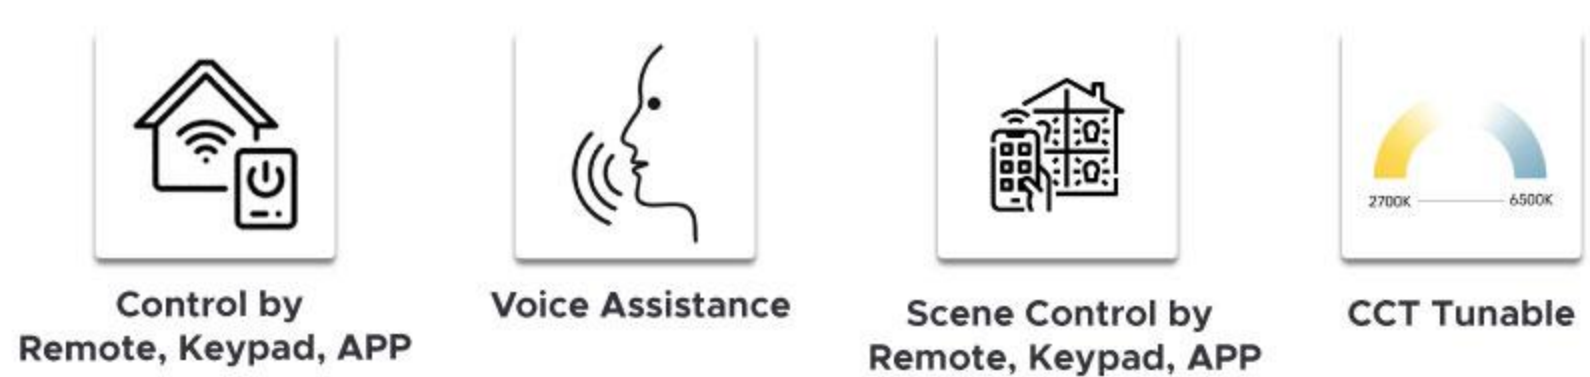 Control by
Remote, Keypad, APP
Voice Assistance
Scene Control by
Remote, Keypad, APP
2700K
6500K
CCT Tunable